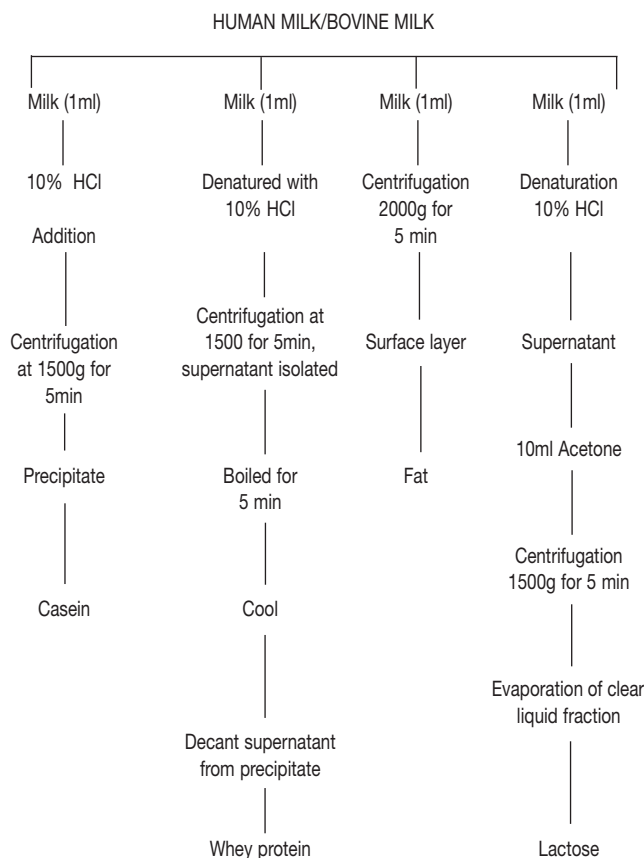 HUMAN MILK/BOVINE MILK
Milk (1ml)
10% HCl
Addition
Centrifugation
at 1500g for
5min
Precipitate
Casein
Milk (1ml)
Denatured with
10% HCl
Centrifugation at
1500 for 5min,
supernatant isolated
Boiled for
5 min
Cool
Decant supernatant
from precipitate
Whey protein
Milk (1ml)
Centrifugation
2000g for
5 min
Surface layer
Fat
Milk (1ml)
Denaturation
10% HCl
Supernatant
10ml Acetone
Centrifugation
1500g for 5 min
Evaporation of clear
liquid fraction
Lactose